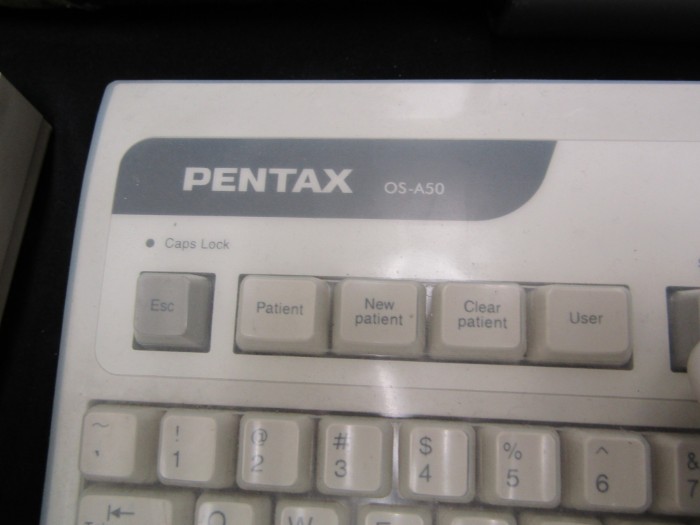 PENTAX OS-A50
Caps Lock
Esc
Patient
New
patient
Clear
patient
User
~ ! @ # $ % ^ &
1 2 3 4 5 6 7